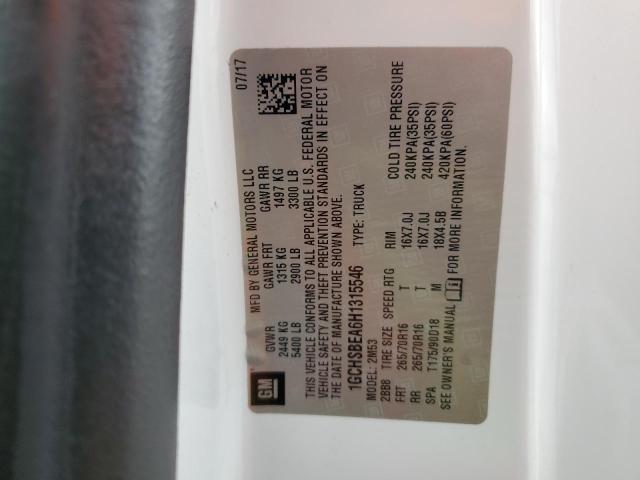 GM
MFD BY GENERAL MOTORS LLC
07/17
GVWR GAWR FRT GAWR RR
2449 KG 1315 KG 1497 KG
5400 LB 2900 LB 3300 LB
THIS VEHICLE CONFORMS TO ALL APPLICABLE U.S. FEDERAL MOTOR
VEHICLE SAFETY AND THEFT PREVENTION STANDARDS IN EFFECT ON
THE DATE OF MANUFACTURE SHOWN ABOVE.
1GCHSBEA6H1315546 TYPE: TRUCK
MODEL: 2M53
2BB8 TIRE SIZE SPEED RTG RIM COLD TIRE PRESSURE
FRT 265/70R16 T 16X7.0J 240KPA(35PSI)
RR 265/70R16 T 16X7.0J 240KPA(35PSI)
SPA T175/90D18 M 18X4.5B 420KPA(60PSI)
SEE OWNER'S MANUAL FOR MORE INFORMATION.